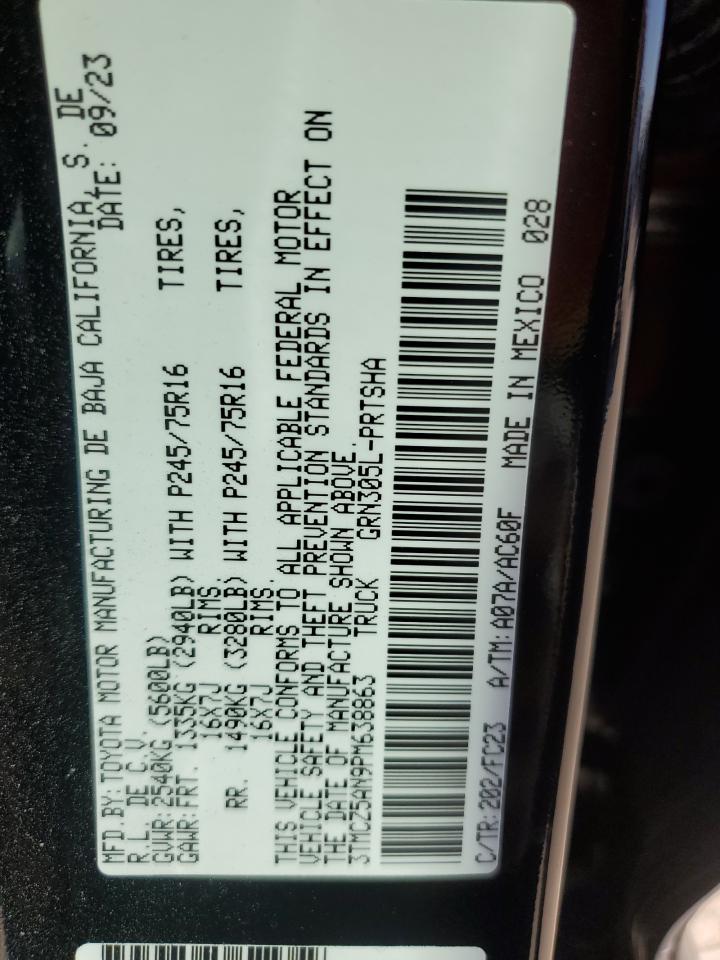 MFD.BY:TOYOTA MOTOR MANUFACTURING DE BAJA CALIFORNIA, S. DE
R.L. DE C.V. DATE: 09/23
GVWR:2540KG (5600LB)
GAWR:FRT. 1335KG (2940LB) WITH P245/75R16 TIRES,
16X7J RIMS.
RR. 1490KG (3280LB) WITH P245/75R16 TIRES,
16X7J RIMS.
THIS VEHICLE CONFORMS TO ALL APPLICABLE FEDERAL MOTOR
VEHICLE SAFETY AND THEFT PREVENTION STANDARDS IN EFFECT ON
THE DATE OF MANUFACTURE SHOWN ABOVE.
3TMCZ5AN9PM638863 TRUCK GRN305L-PRTSHA
C/TR:202/FC23 A/TM:A07A/AC60F MADE IN MEXICO 028